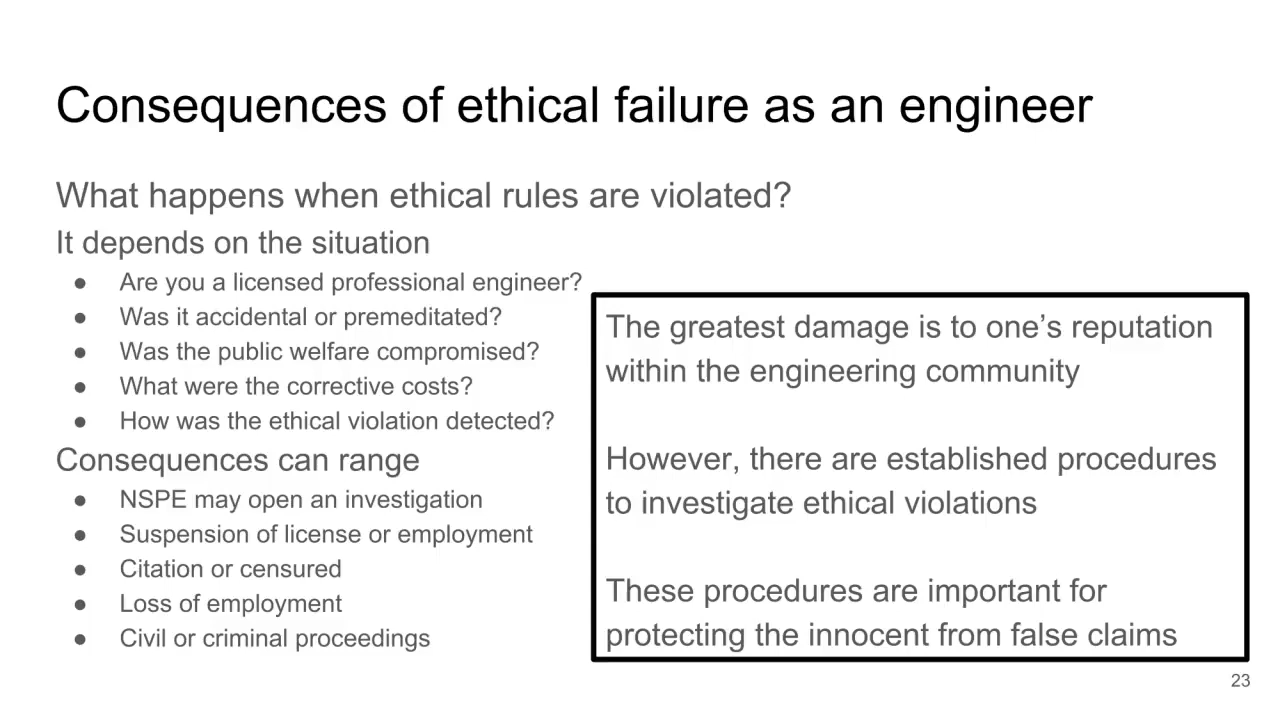 Consequences of ethical failure as an engineer
What happens when ethical rules are violated?
It depends on the situation
● Are you a licensed professional engineer?
● Was it accidental or premeditated?
● Was the public welfare compromised?
● What were the corrective costs?
● How was the ethical violation detected?
Consequences can range
● NSPE may open an investigation
● Suspension of license or employment
● Citation or censured
● Loss of employment
● Civil or criminal proceedings
The greatest damage is to one’s reputation
within the engineering community
However, there are established procedures
to investigate ethical violations
These procedures are important for
protecting the innocent from false claims
23